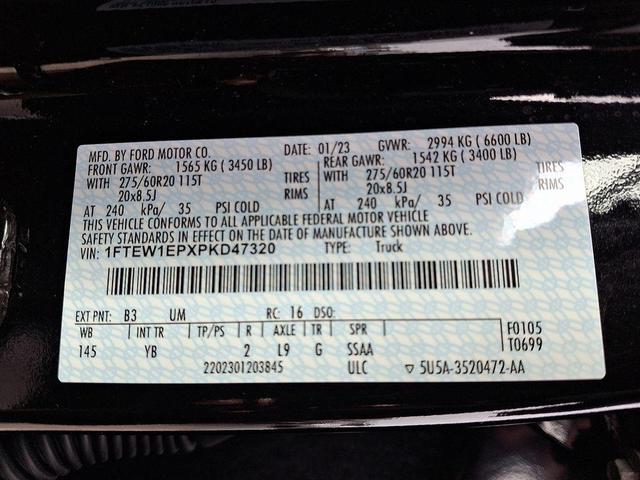 MFD. BY FORD MOTOR CO. DATE: 01/23 GVWR: 2994 KG ( 6600 LB)
FRONT GAWR: 1565 KG ( 3450 LB) REAR GAWR: 1542 KG ( 3400 LB)
WITH 275/60R20 115T TIRES WITH 275/60R20 115T TIRES
20x8.5J RIMS 20x8.5J RIMS
AT 240 kPa/ 35 PSI COLD AT 240 kPa/ 35 PSI COLD
THIS VEHICLE CONFORMS TO ALL APPLICABLE FEDERAL MOTOR VEHICLE
SAFETY STANDARDS IN EFFECT ON THE DATE OF MANUFACTURE SHOWN ABOVE.
VIN: 1FTEW1EPXPKD47320 TYPE: Truck
EXT PNT: B3 UM RC: 16 DSO:
WB INT TR TP/PS R AXLE TR SPR F0105
145 YB 2 L9 G SSAA T0699
2202301203845 ULC ▽ 5U5A-3520472-AA